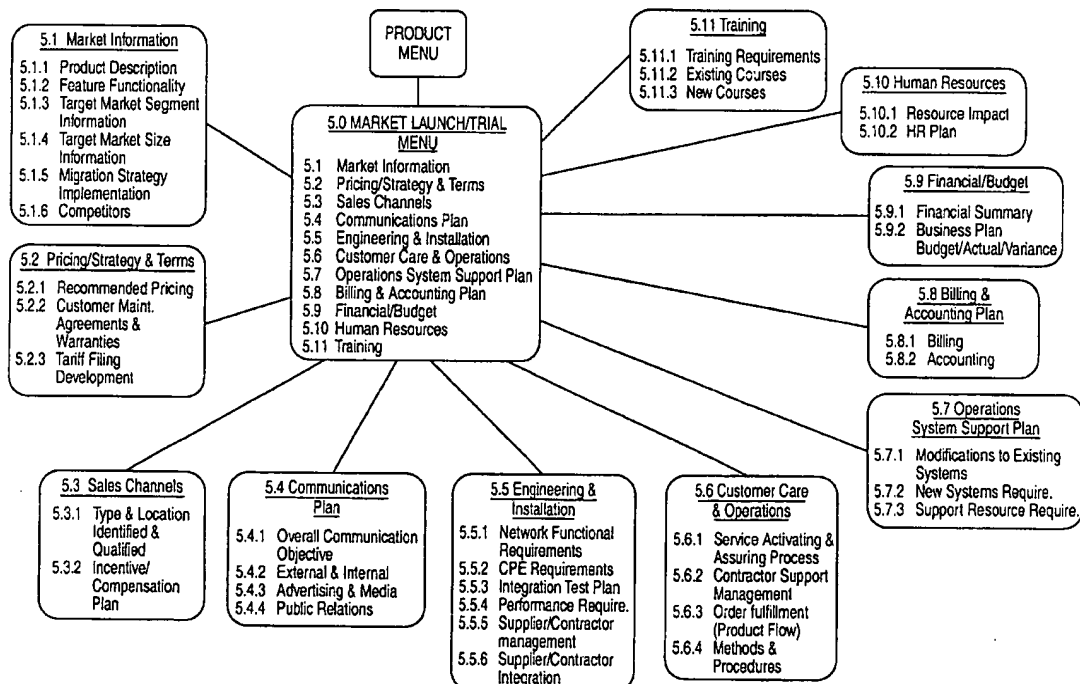 PRODUCT
MENU
5.0 MARKET LAUNCH/TRIAL
MENU
5.1 Market Information
5.2 Pricing/Strategy & Terms
5.3 Sales Channels
5.4 Communications Plan
5.5 Engineering & Installation
5.6 Customer Care & Operations
5.7 Operations System Support Plan
5.8 Billing & Accounting Plan
5.9 Financial/Budget
5.10 Human Resources
5.11 Training
5.1 Market Information
5.1.1 Product Description
5.1.2 Feature Functionality
5.1.3 Target Market Segment
Information
5.1.4 Target Market Size
Information
5.1.5 Migration Strategy
Implementation
5.1.6 Competitors
5.2 Pricing/Strategy & Terms
5.2.1 Recommended Pricing
5.2.2 Customer Maint.
Agreements &
Warranties
5.2.3 Tariff Filing
Development
5.3 Sales Channels
5.3.1 Type & Location
Identified &
Qualified
5.3.2 Incentive/
Compensation
Plan
5.4 Communications
Plan
5.4.1 Overall Communication
Objective
5.4.2 External & Internal
5.4.3 Advertising & Media
5.4.4 Public Relations
5.5 Engineering &
Installation
5.5.1 Network Functional
Requirements
5.5.2 CPE Requirements
5.5.3 Integration Test Plan
5.5.4 Performance Require.
5.5.5 Supplier/Contractor
management
5.5.6 Supplier/Contractor
Integration
5.6 Customer Care
& Operations
5.6.1 Service Activating &
Assuring Process
5.6.2 Contractor Support
Management
5.6.3 Order fulfillment
(Product Flow)
5.6.4 Methods &
Procedures
5.7 Operations
System Support Plan
5.7.1 Modifications to Existing
Systems
5.7.2 New Systems Require.
5.7.3 Support Resource Require.
5.8 Billing &
Accounting Plan
5.8.1 Billing
5.8.2 Accounting
5.9 Financial/Budget
5.9.1 Financial Summary
5.9.2 Business Plan
Budget/Actual/Variance
5.10 Human Resources
5.10.1 Resource Impact
5.10.2 HR Plan
5.11 Training
5.11.1 Training Requirements
5.11.2 Existing Courses
5.11.3 New Courses